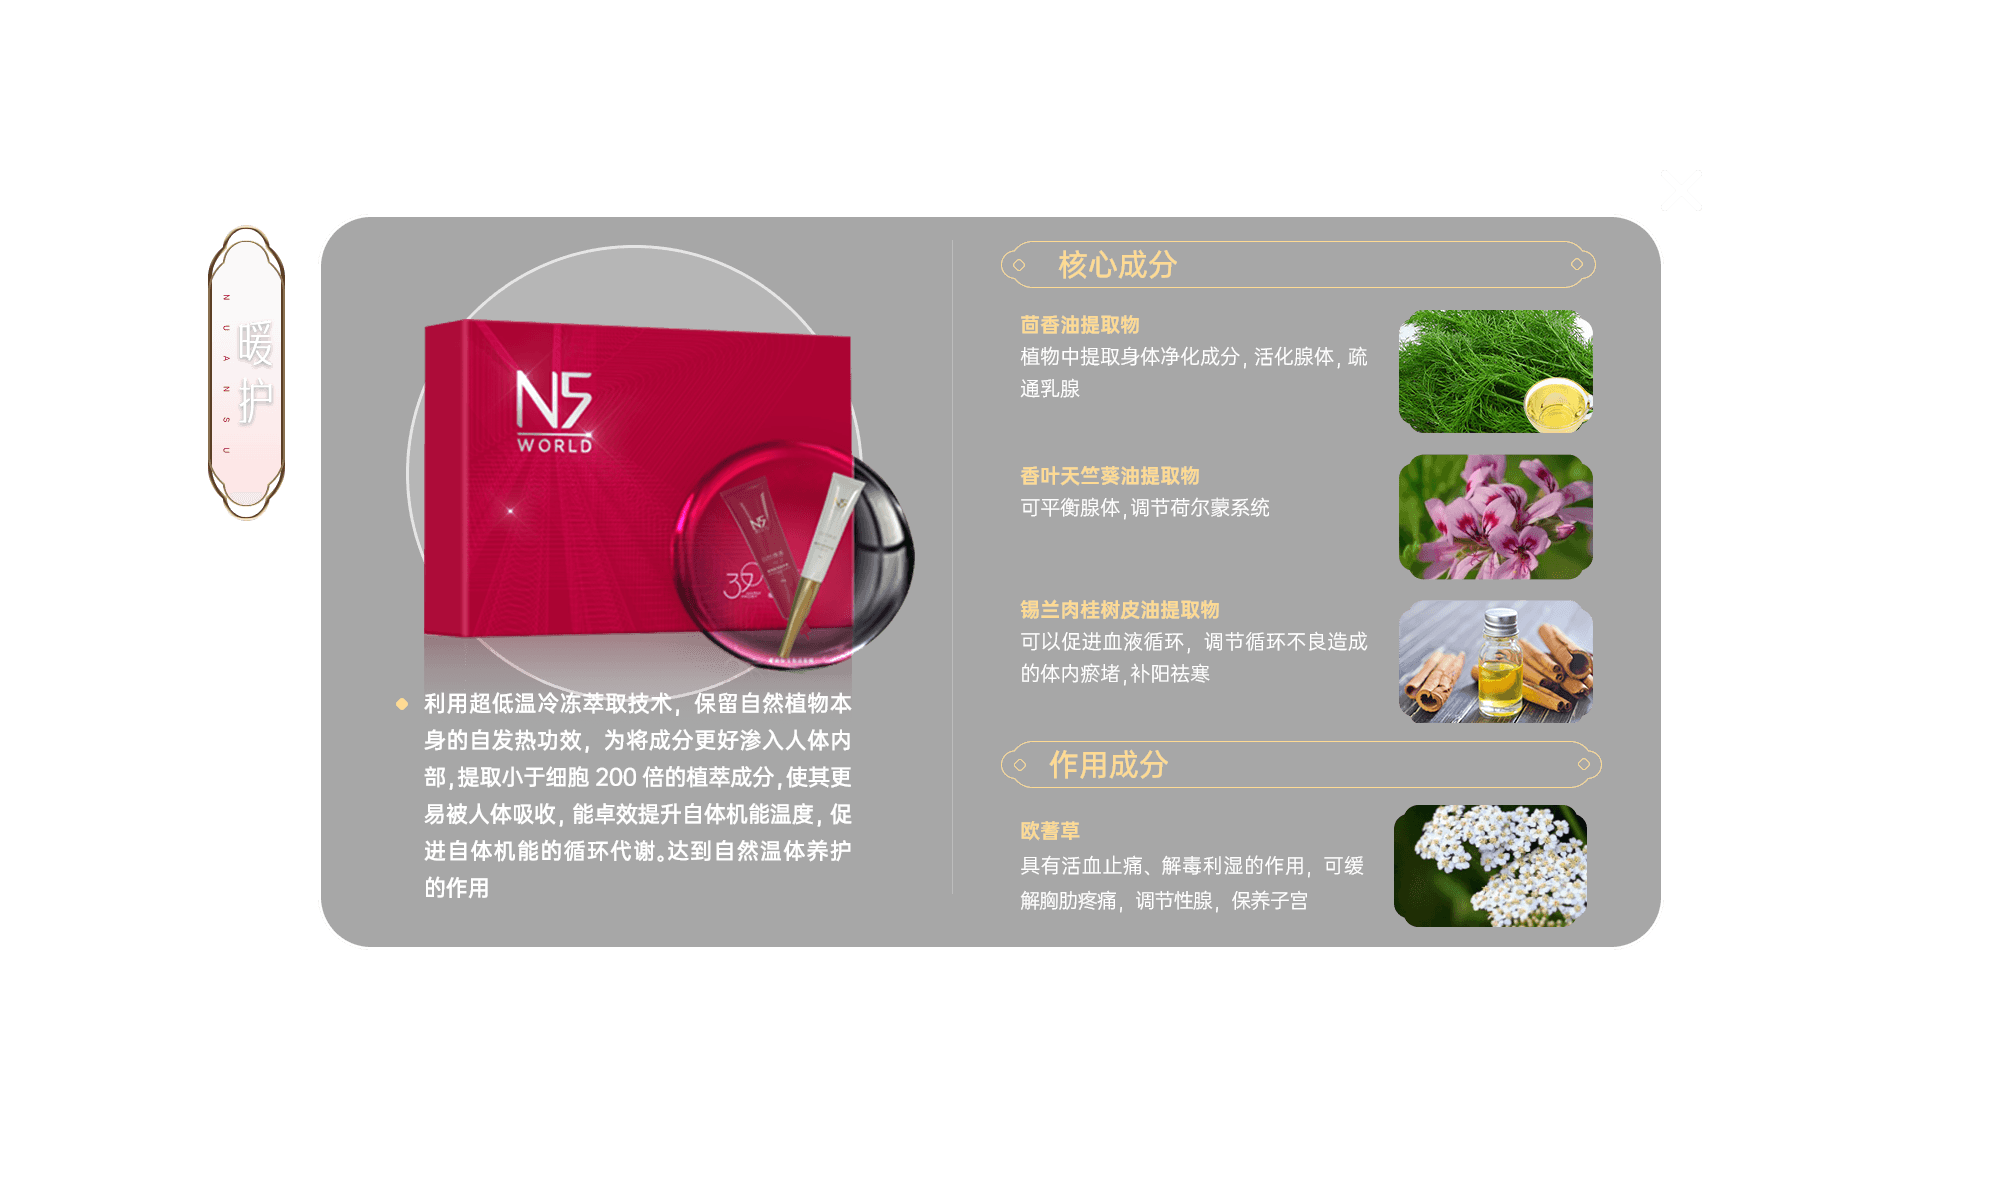 暖护
NUANSU
N5
WORLD
利用超低温冷冻萃取技术，保留自然植物本
身的自发热功效，为将成分更好渗入人体内
部,提取小于细胞 200 倍的植萃成分,使其更
易被人体吸收, 能卓效提升自体机能温度, 促
进自体机能的循环代谢。达到自然温体养护
的作用
核心成分
茴香油提取物
植物中提取身体净化成分, 活化腺体, 疏
通乳腺
香叶天竺葵油提取物
可平衡腺体,调节荷尔蒙系统
锡兰肉桂树皮油提取物
可以促进血液循环，调节循环不良造成
的体内瘀堵,补阳祛寒
作用成分
欧蓍草
具有活血止痛、解毒利湿的作用，可缓
解胸肋疼痛，调节性腺，保养子宫